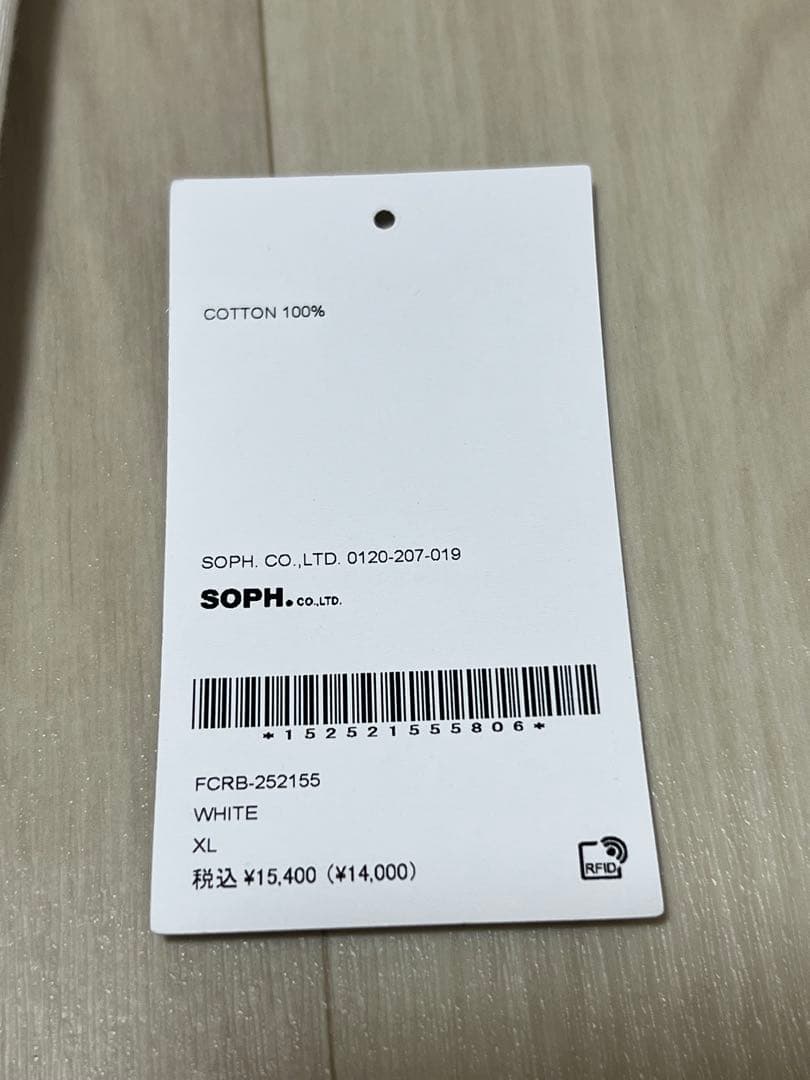 COTTON 100%
SOPH. CO.,LTD. 0120-207-019
SOPH. CO.,LTD.
*152521555806*
FCRB-252155
WHITE
XL
税込 ¥15,400 (¥14,000)
RFID